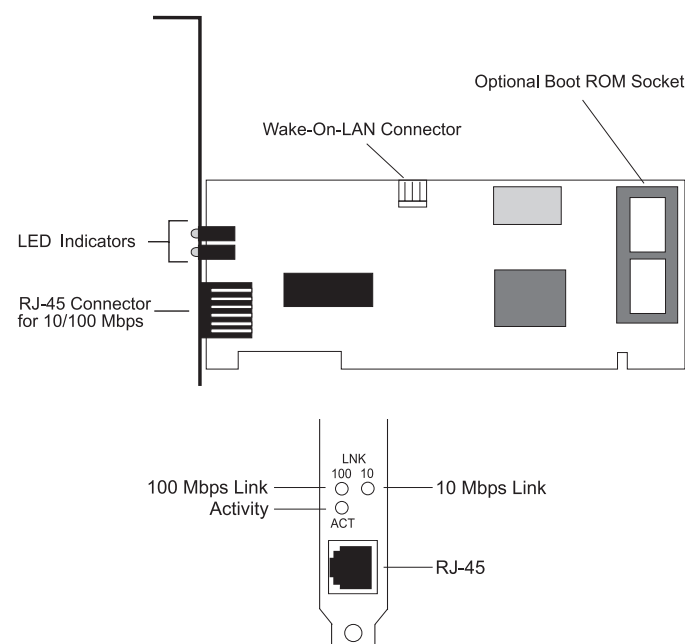 Optional Boot ROM Socket
Wake-On-LAN Connector
LED Indicators
RJ-45 Connector
for 10/100 Mbps
LNK
100 10
100 Mbps Link
10 Mbps Link
Activity
ACT
RJ-45